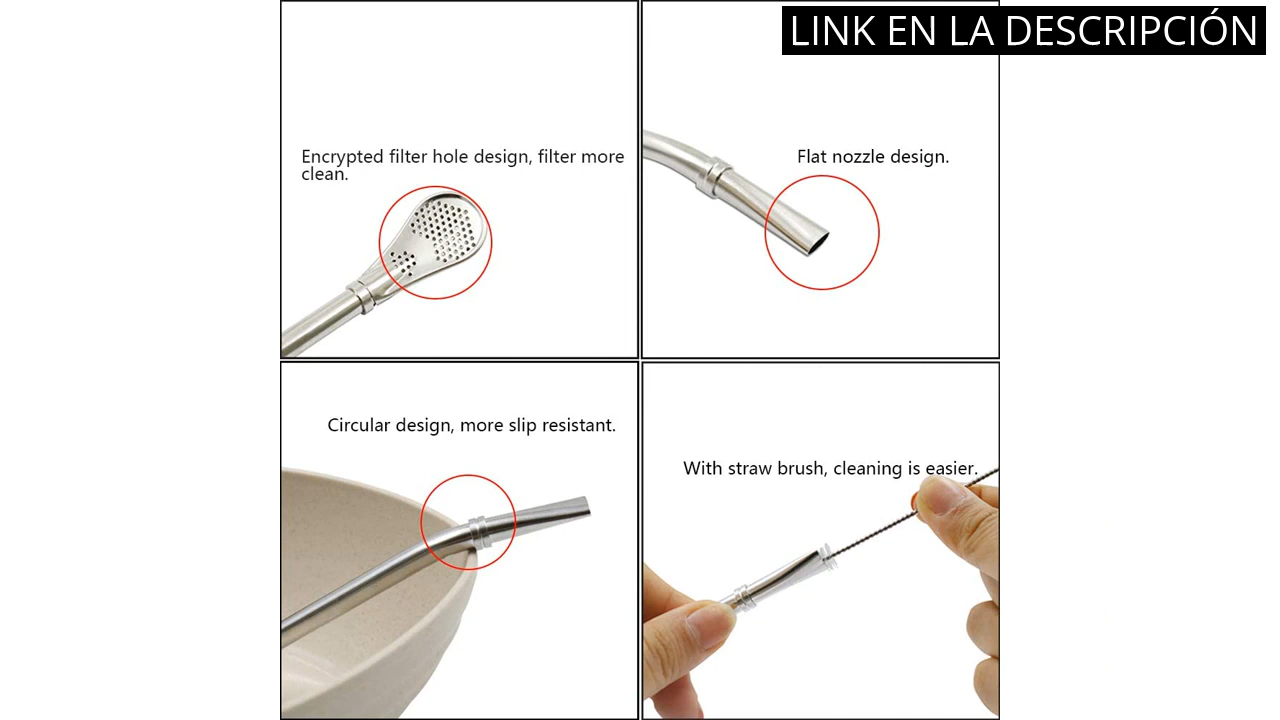 LINK EN LA DESCRIPCIÓN
Encrypted filter hole design, filter more
clean.
Flat nozzle design.
Circular design, more slip resistant.
With straw brush, cleaning is easier.